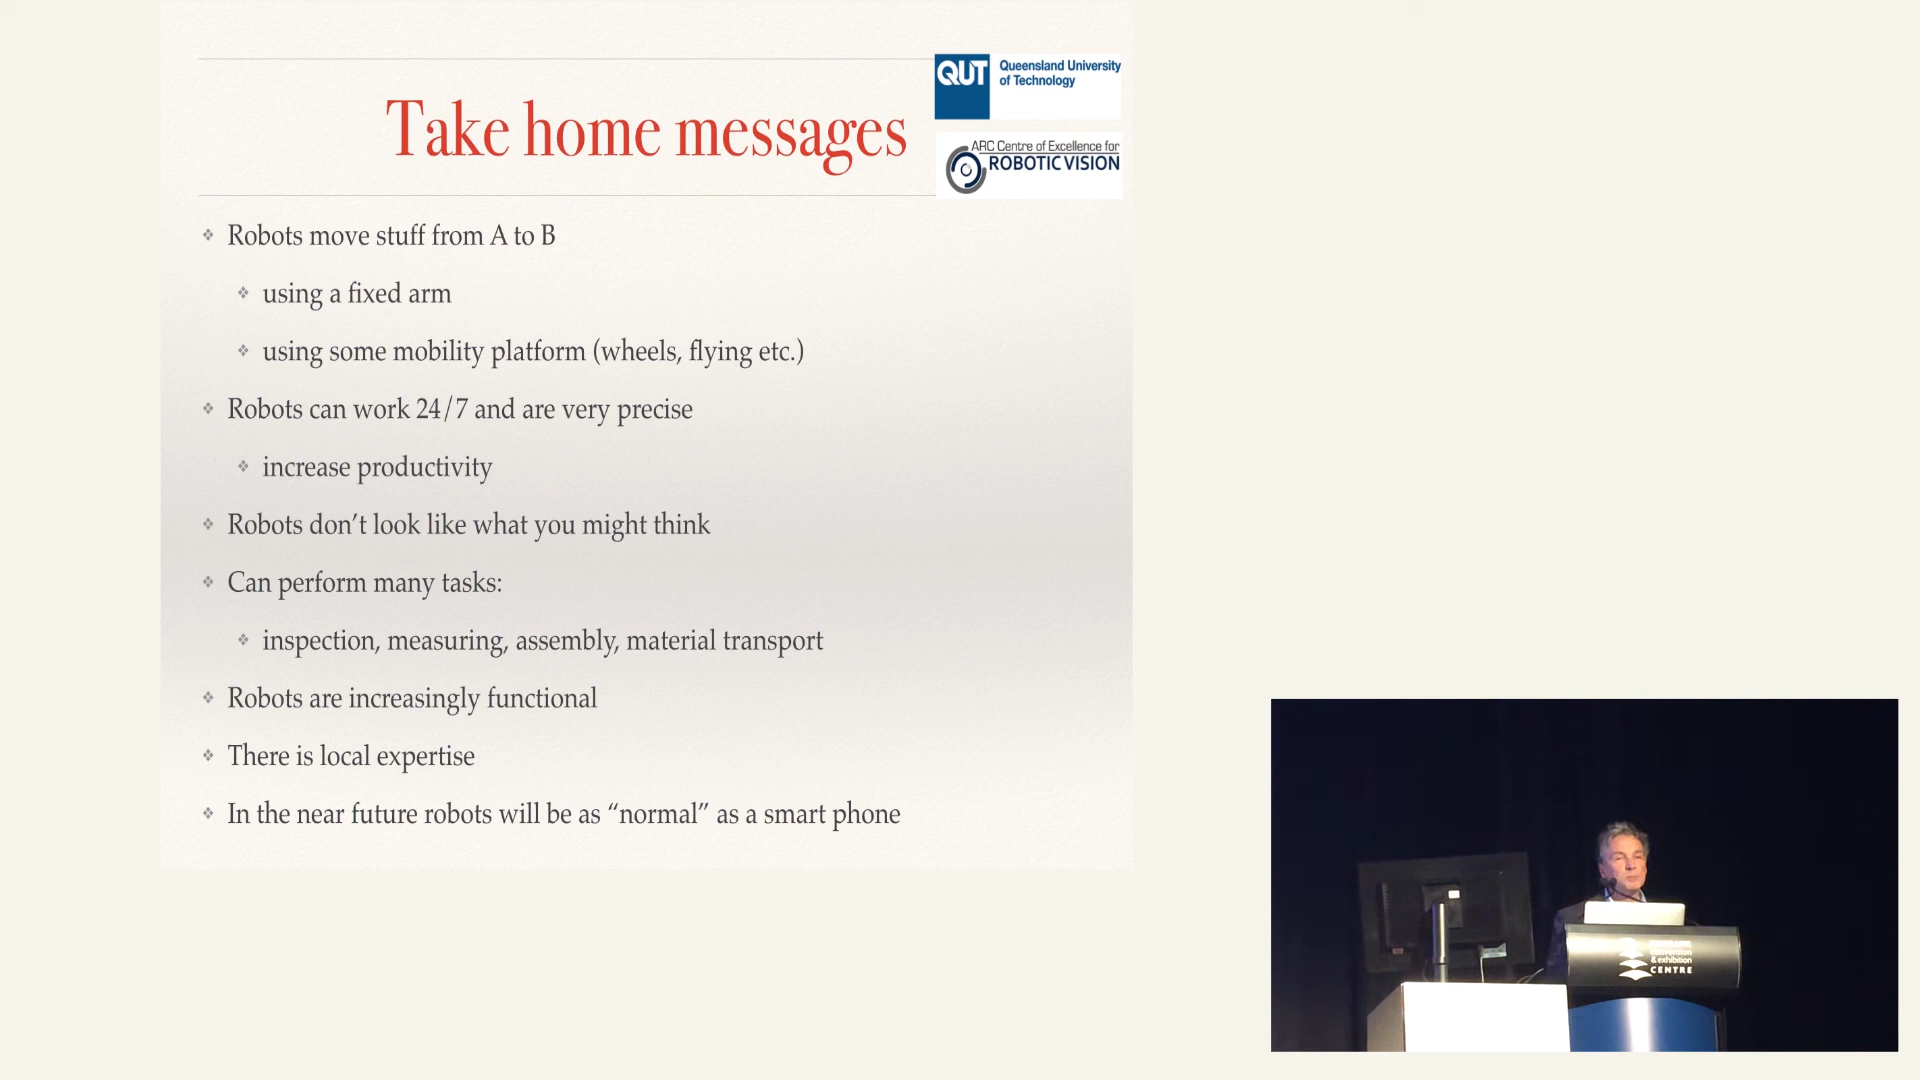 QUT
Queensland University
of Technology
Take home messages
ARC Centre of Excellence for
ROBOTIC VISION
Robots move stuff from A to B
using a fixed arm
using some mobility platform (wheels, flying etc.)
Robots can work 24/7 and are very precise
increase productivity
Robots don’t look like what you might think
Can perform many tasks:
inspection, measuring, assembly, material transport
Robots are increasingly functional
There is local expertise
In the near future robots will be as “normal” as a smart phone
convention
& exhibition
CENTRE